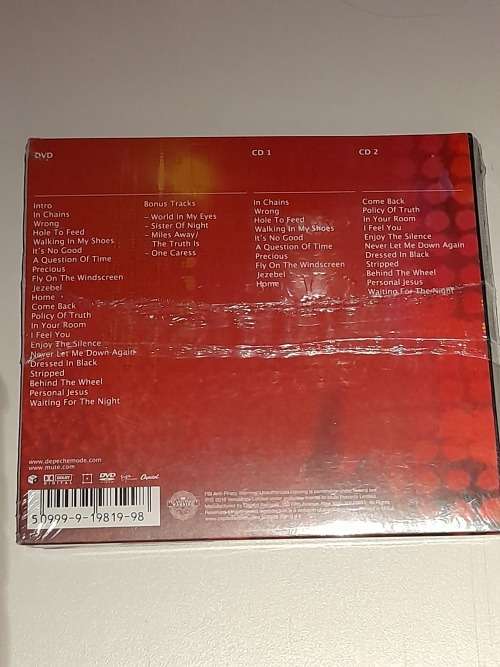 DVD
Intro
In Chains
Wrong
Hole To Feed
Walking In My Shoes
It's No Good
A Question Of Time
Precious
Fly On The Windscreen
Jezebel
Home
Come Back
Policy Of Truth
In Your Room
I Feel You
Enjoy The Silence
Never Let Me Down Again
Dressed In Black
Stripped
Behind The Wheel
Personal Jesus
Waiting For The Night
Bonus Tracks
– World In My Eyes
– Sister Of Night
– Miles Away/
The Truth Is
– One Caress
CD 1
In Chains
Wrong
Hole To Feed
Walking In My Shoes
It's No Good
A Question Of Time
Precious
Fly On The Windscreen
Jezebel
Home
CD 2
Come Back
Policy Of Truth
In Your Room
I Feel You
Enjoy The Silence
Never Let Me Down Again
Dressed In Black
Stripped
Behind The Wheel
Personal Jesus
Waiting For The Night
www.depechemode.com
www.mute.com
DOLBY
DIGITAL
DVD
Capitol
5 0999-9-19819-98